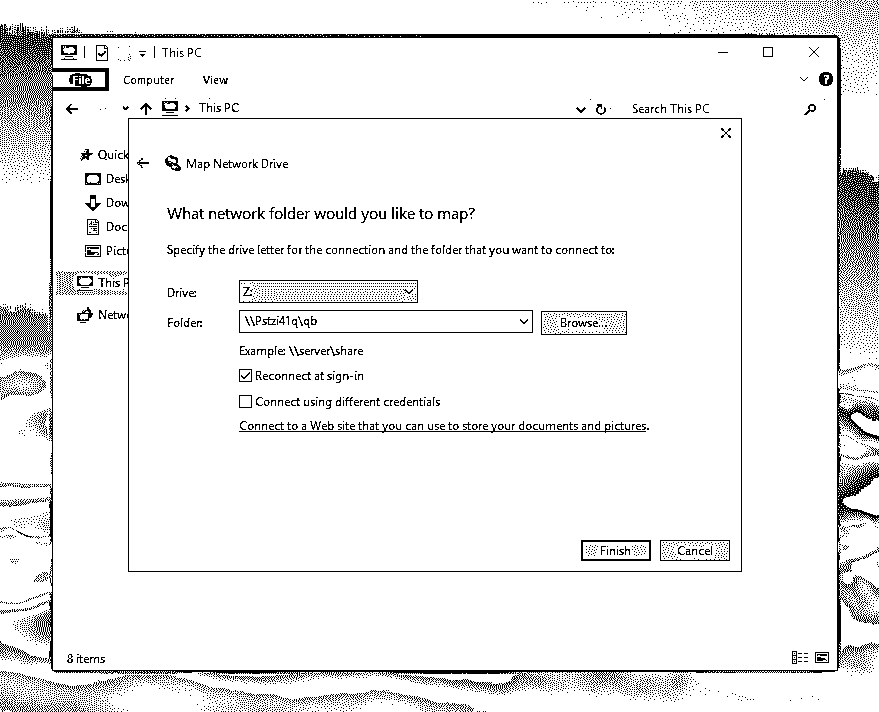 This PC
File Computer View
This PC Search This PC
Map Network Drive
Quick
What network folder would you like to map?
Specify the drive letter for the connection and the folder that you want to connect to:
Drive: Z:
Folder: \\Pstzi41q\qb Browse...
Example: \\server\share
Reconnect at sign-in
Connect using different credentials
Connect to a Web site that you can use to store your documents and pictures.
Desk
Dow
Doc
Pict
This P
Netwo
Finish Cancel
8 items